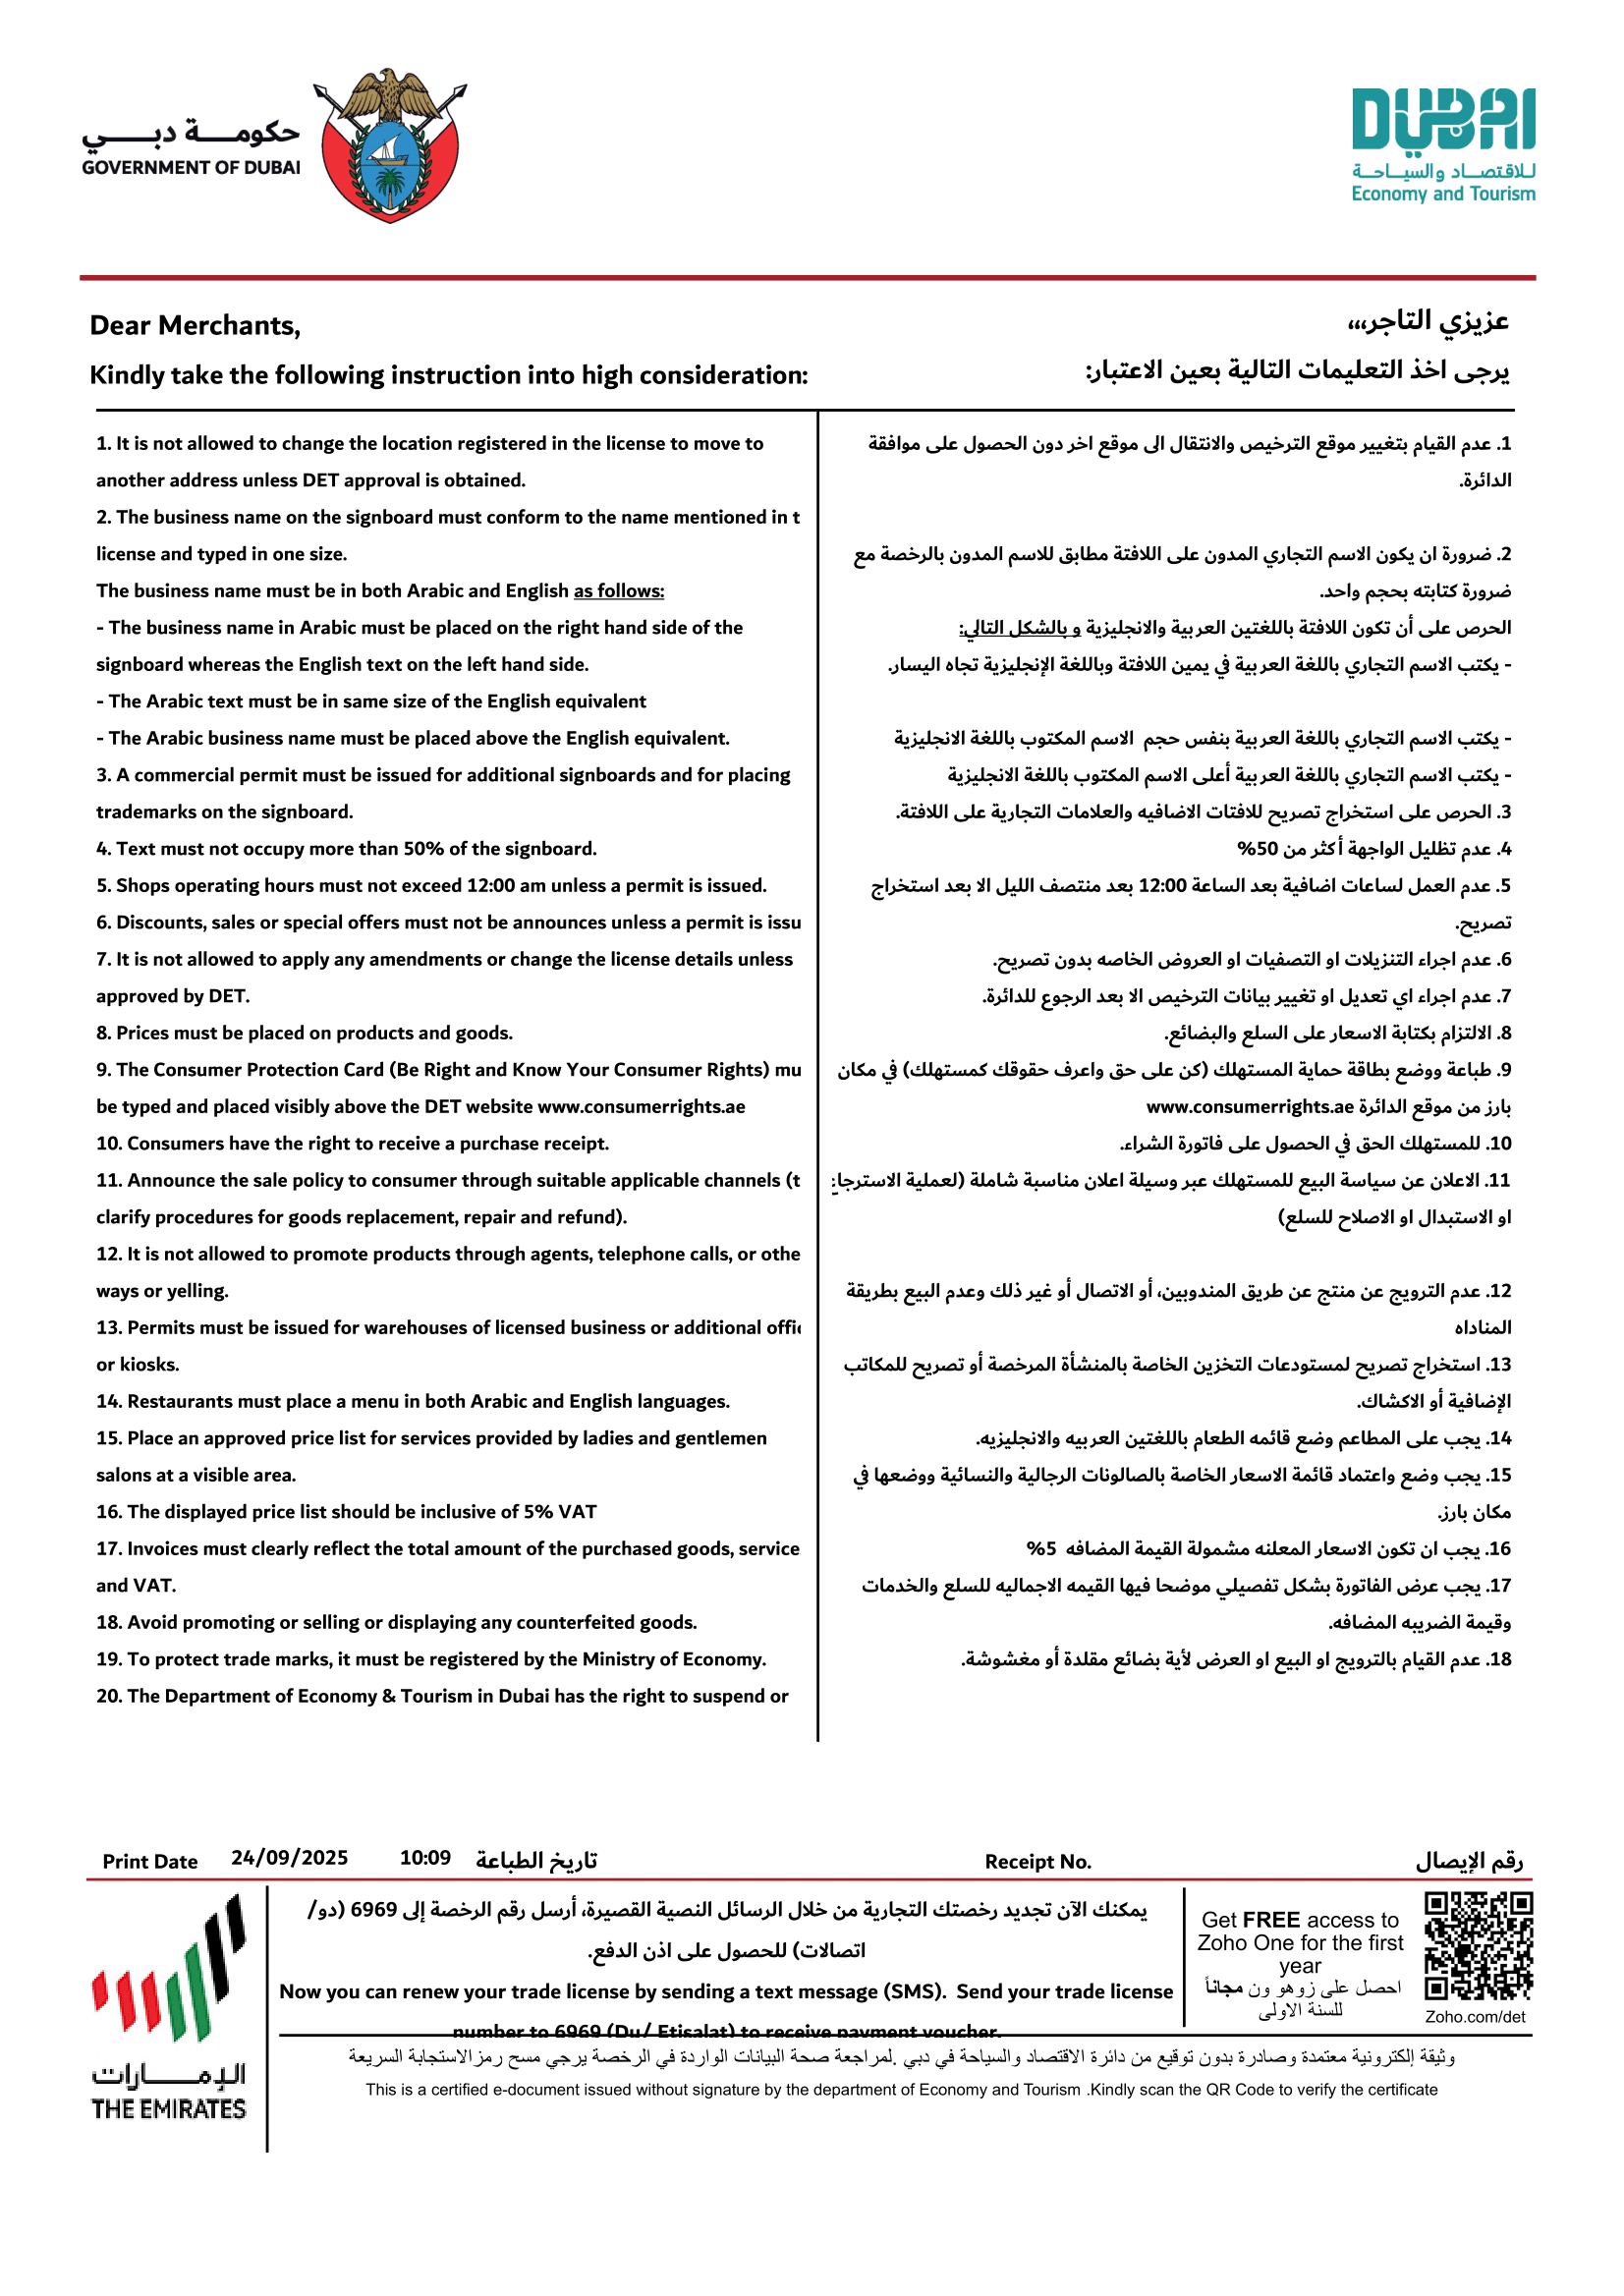 حكومـــة دبـــــي
GOVERNMENT OF DUBAI
DUBAI
للاقتصـاد والسيـاحـة
Economy and Tourism
Dear Merchants,
Kindly take the following instruction into high consideration:
عزيزي التاجر،،،
يرجى اخذ التعليمات التالية بعين الاعتبار:
1. It is not allowed to change the location registered in the license to move to
another address unless DET approval is obtained.
2. The business name on the signboard must conform to the name mentioned in t
license and typed in one size.
The business name must be in both Arabic and English as follows:
- The business name in Arabic must be placed on the right hand side of the
signboard whereas the English text on the left hand side.
- The Arabic text must be in same size of the English equivalent
- The Arabic business name must be placed above the English equivalent.
3. A commercial permit must be issued for additional signboards and for placing
trademarks on the signboard.
4. Text must not occupy more than 50% of the signboard.
5. Shops operating hours must not exceed 12:00 am unless a permit is issued.
6. Discounts, sales or special offers must not be announces unless a permit is issu
7. It is not allowed to apply any amendments or change the license details unless
approved by DET.
8. Prices must be placed on products and goods.
9. The Consumer Protection Card (Be Right and Know Your Consumer Rights) mu
be typed and placed visibly above the DET website www.consumerrights.ae
10. Consumers have the right to receive a purchase receipt.
11. Announce the sale policy to consumer through suitable applicable channels (t
clarify procedures for goods replacement, repair and refund).
12. It is not allowed to promote products through agents, telephone calls, or othe
ways or yelling.
13. Permits must be issued for warehouses of licensed business or additional offi
or kiosks.
14. Restaurants must place a menu in both Arabic and English languages.
15. Place an approved price list for services provided by ladies and gentlemen
salons at a visible area.
16. The displayed price list should be inclusive of 5% VAT
17. Invoices must clearly reflect the total amount of the purchased goods, service
and VAT.
18. Avoid promoting or selling or displaying any counterfeited goods.
19. To protect trade marks, it must be registered by the Ministry of Economy.
20. The Department of Economy & Tourism in Dubai has the right to suspend or
1. عدم القيام بتغيير موقع الترخيص والانتقال الى موقع اخر دون الحصول على موافقة
الدائرة.
2. ضرورة ان يكون الاسم التجاري المدون على اللافتة مطابق للاسم المدون بالرخصة مع
ضرورة كتابته بحجم واحد.
الحرص على أن تكون اللافتة باللغتين العربية والانجليزية و بالشكل التالي:
- يكتب الاسم التجاري باللغة العربية في يمين اللافتة وباللغة الإنجليزية تجاه اليسار.
- يكتب الاسم التجاري باللغة العربية بنفس حجم الاسم المكتوب باللغة الانجليزية
- يكتب الاسم التجاري باللغة العربية أعلى الاسم المكتوب باللغة الانجليزية
3. الحرص على استخراج تصريح للافتات الاضافيه والعلامات التجارية على اللافتة.
4. عدم تظليل الواجهة أكثر من 50%
5. عدم العمل لساعات اضافية بعد الساعة 12:00 بعد منتصف الليل الا بعد استخراج
تصريح.
6. عدم اجراء التنزيلات او التصفيات او العروض الخاصه بدون تصريح.
7. عدم اجراء اي تعديل او تغيير بيانات الترخيص الا بعد الرجوع للدائرة.
8. الالتزام بكتابة الاسعار على السلع والبضائع.
9. طباعة ووضع بطاقة حماية المستهلك (كن على حق واعرف حقوقك كمستهلك) في مكان
بارز من موقع الدائرة www.consumerrights.ae
10. للمستهلك الحق في الحصول على فاتورة الشراء.
11. الاعلان عن سياسة البيع للمستهلك عبر وسيلة اعلان مناسبة شاملة (لعملية الاسترجاع
او الاستبدال او الاصلاح للسلع)
12. عدم الترويج عن منتج عن طريق المندوبين، أو الاتصال أو غير ذلك وعدم البيع بطريقة
المناداه
13. استخراج تصريح لمستودعات التخزين الخاصة بالمنشأة المرخصة أو تصريح للمكاتب
الإضافية أو الاكشاك.
14. يجب على المطاعم وضع قائمه الطعام باللغتين العربيه والانجليزيه.
15. يجب وضع واعتماد قائمة الاسعار الخاصة بالصالونات الرجالية والنسائية ووضعها في
مكان بارز.
16. يجب ان تكون الاسعار المعلنه مشمولة القيمة المضافه 5%
17. يجب عرض الفاتورة بشكل تفصيلي موضحا فيها القيمه الاجماليه للسلع والخدمات
وقيمة الضريبه المضافه.
18. عدم القيام بالترويج او البيع او العرض لأية بضائع مقلدة أو مغشوشة.
Print Date 24/09/2025 10:09 تاريخ الطباعة
Receipt No. رقم الإيصال
يمكنك الآن تجديد رخصتك التجارية من خلال الرسائل النصية القصيرة، أرسل رقم الرخصة إلى 6969 (دو/
اتصالات) للحصول على اذن الدفع.
Now you can renew your trade license by sending a text message (SMS). Send your trade license
number to 6969 (Du/ Etisalat) to receive payment voucher.
Get FREE access to
Zoho One for the first
year
احصل على زوهو ون مجاناً
للسنة الاولى
Zoho.com/det
وثيقة إلكترونية معتمدة وصادرة بدون توقيع من دائرة الاقتصاد والسياحة في دبي .لمراجعة صحة البيانات الواردة في الرخصة يرجي مسح رمزالاستجابة السريعة
This is a certified e-document issued without signature by the department of Economy and Tourism .Kindly scan the QR Code to verify the certificate
الإمـــارات
THE EMIRATES